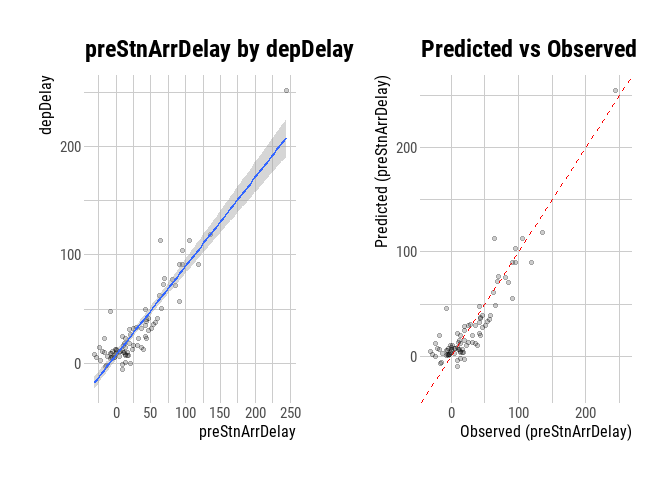 preStnArrDelay by depDelay
depDelay
200
100
0
0
50
100
150
200
250
preStnArrDelay
Predicted vs Observed
Predicted (preStnArrDelay)
200
100
0
0
100
200
Observed (preStnArrDelay)